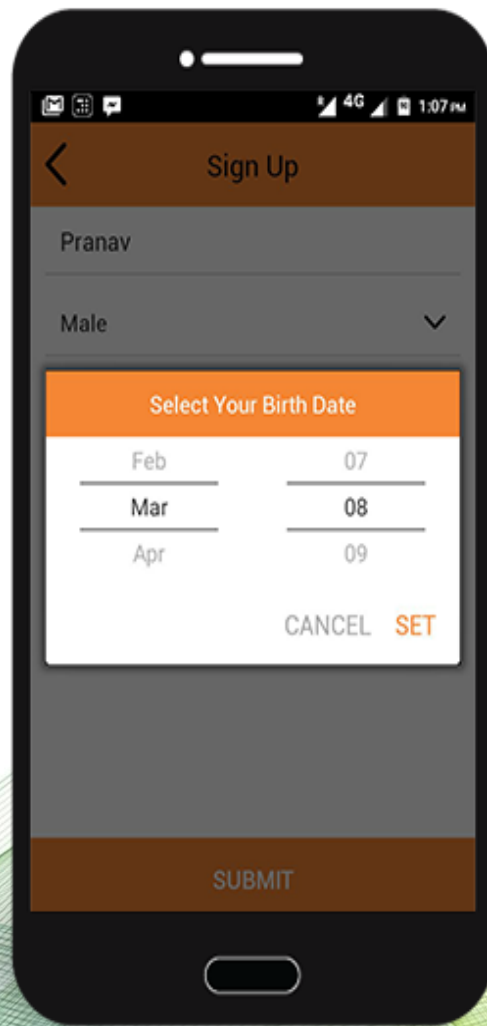 4G 1:07 PM
Sign Up
Pranav
Male
Select Your Birth Date
Feb 07
Mar 08
Apr 09
CANCEL SET
SUBMIT